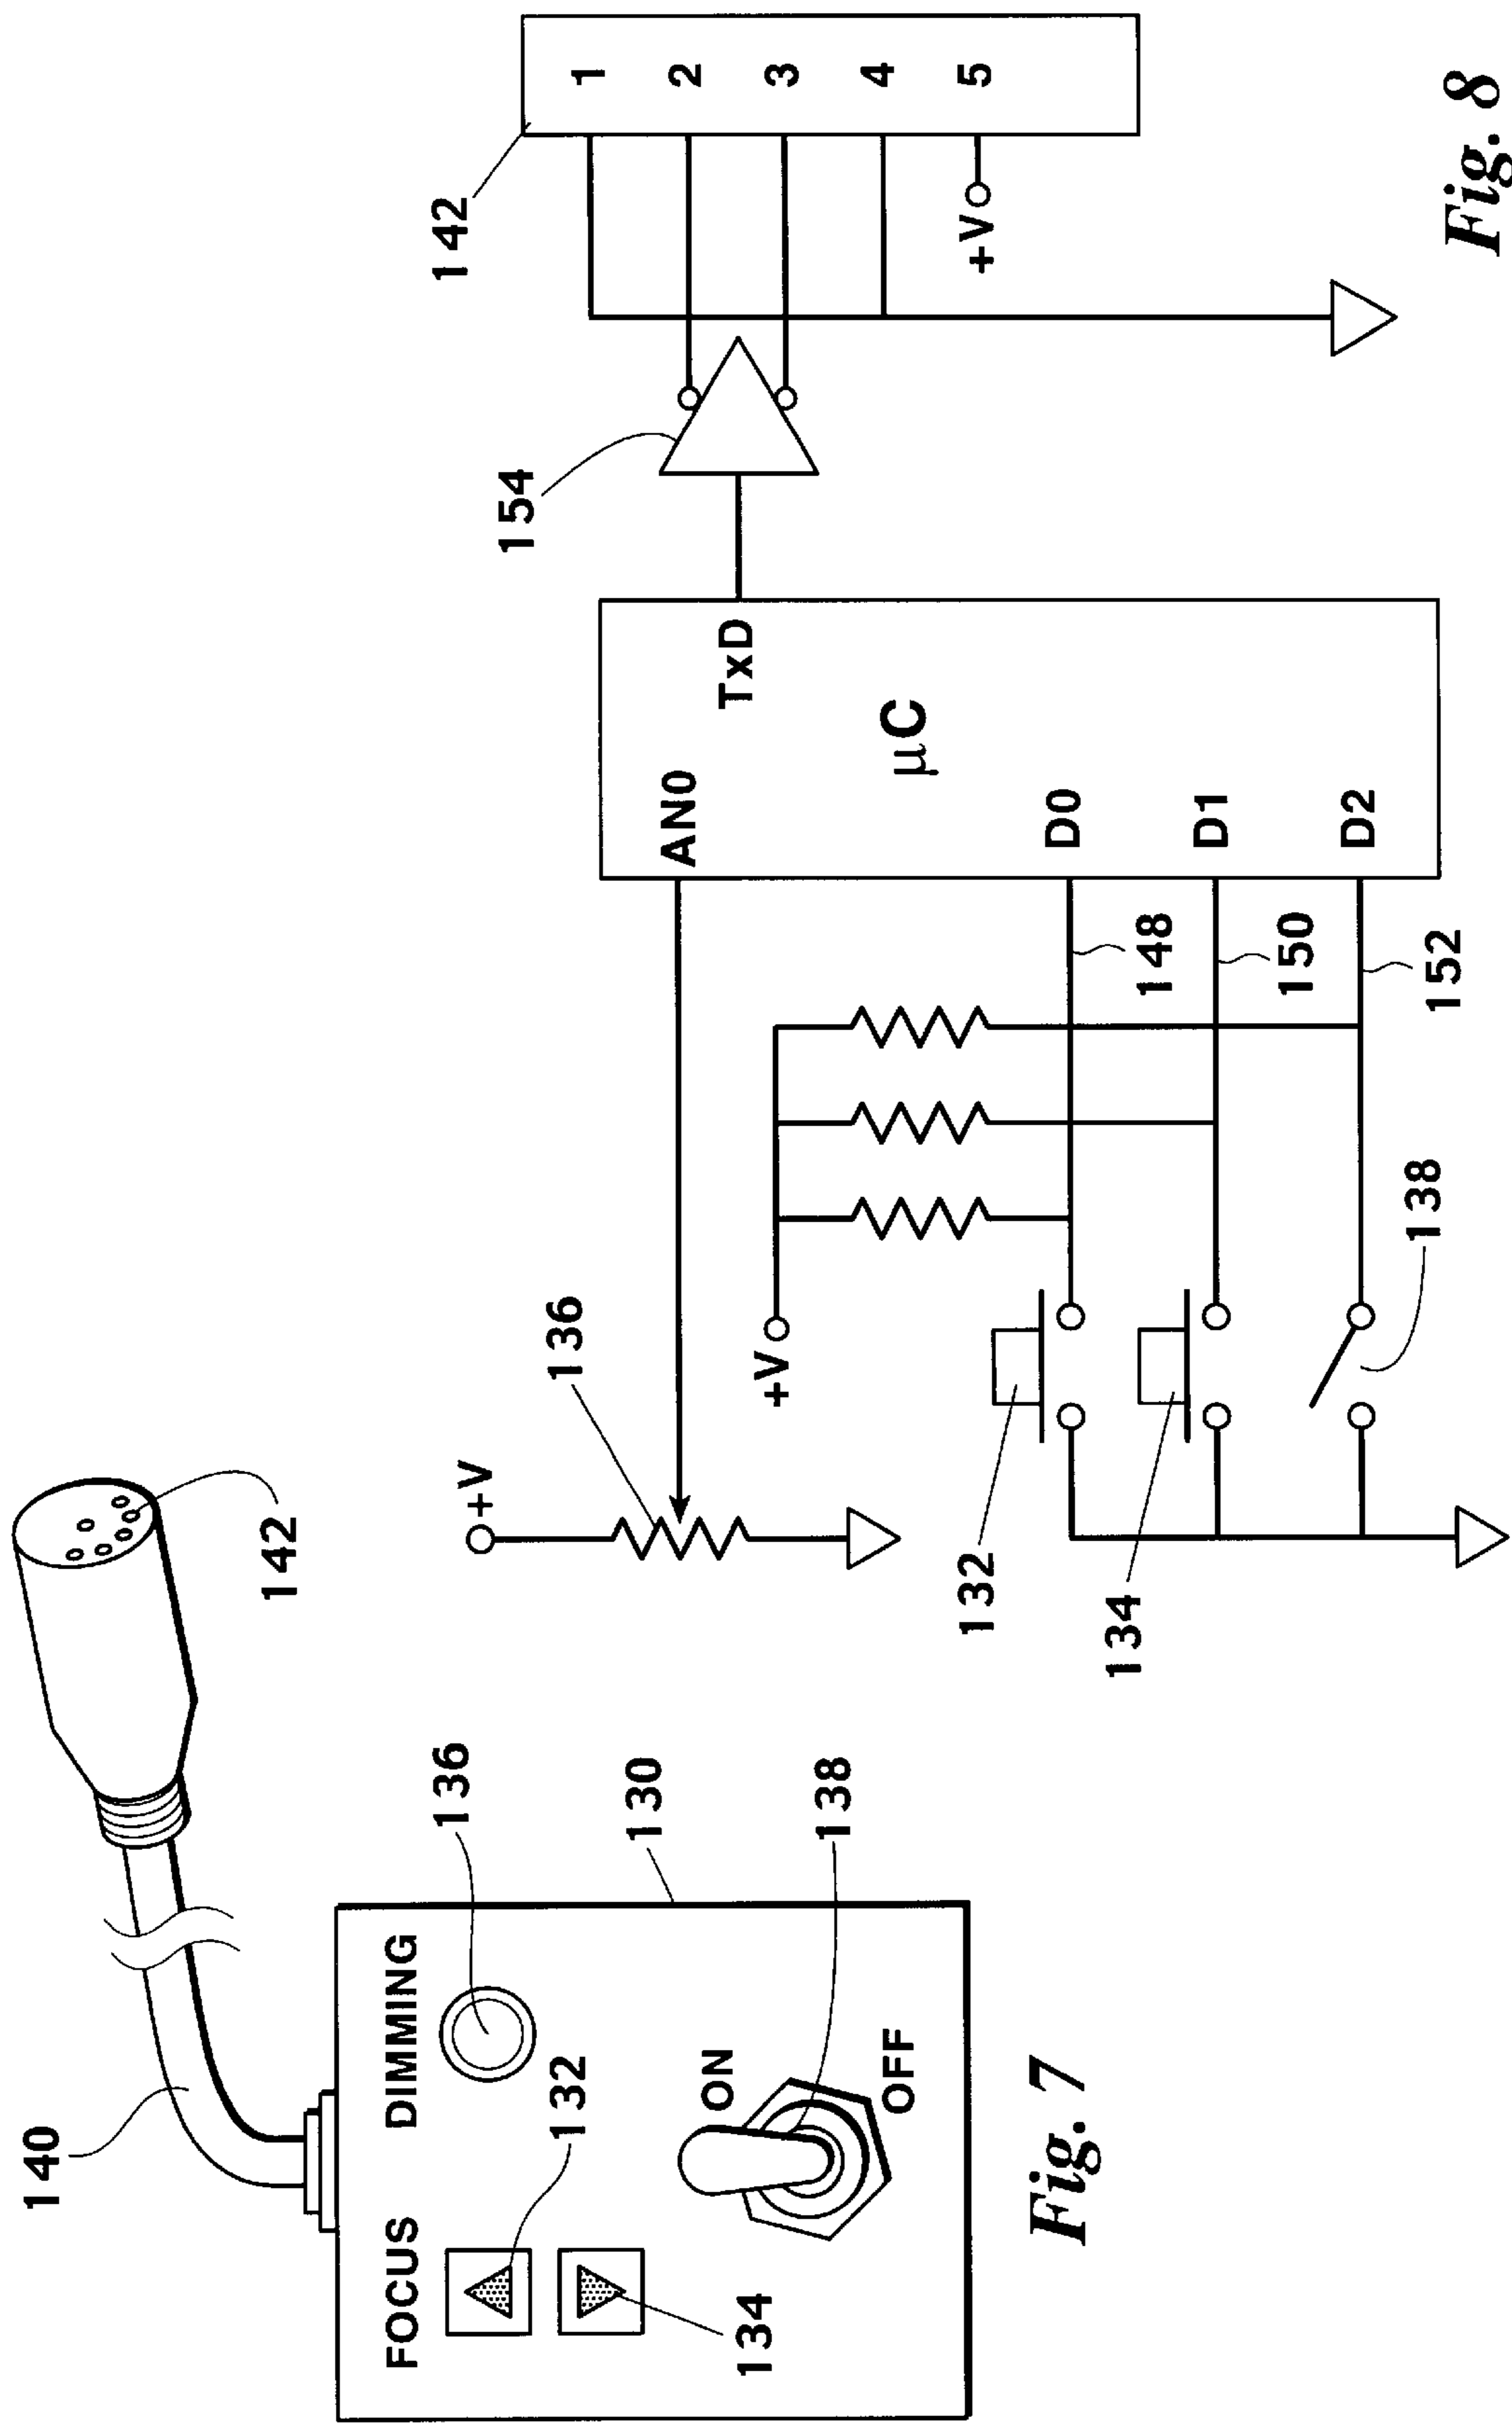 140
142
FOCUS
DIMMING
136
132
134
130
ON
138
OFF
Fig. 7
+V
136
142
154
1
2
3
4
5
+V
AN0
TxD
µC
+V
132
D0
148
134
D1
150
D2
152
138
Fig. 8